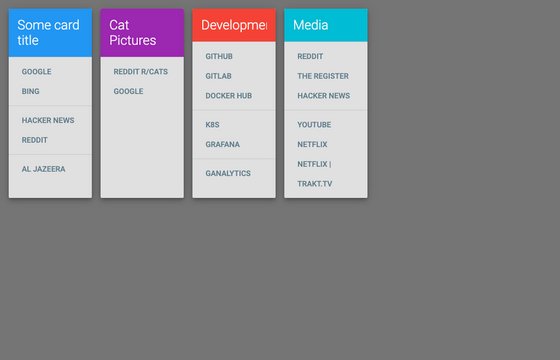 Some card
title
GOOGLE
BING
HACKER NEWS
REDDIT
AL JAZEERA
Cat
Pictures
REDDIT R/CATS
GOOGLE
Developme
GITHUB
GITLAB
DOCKER HUB
K8S
GRAFANA
GANALYTICS
Media
REDDIT
THE REGISTER
HACKER NEWS
YOUTUBE
NETFLIX
NETFLIX |
TRAKT.TV